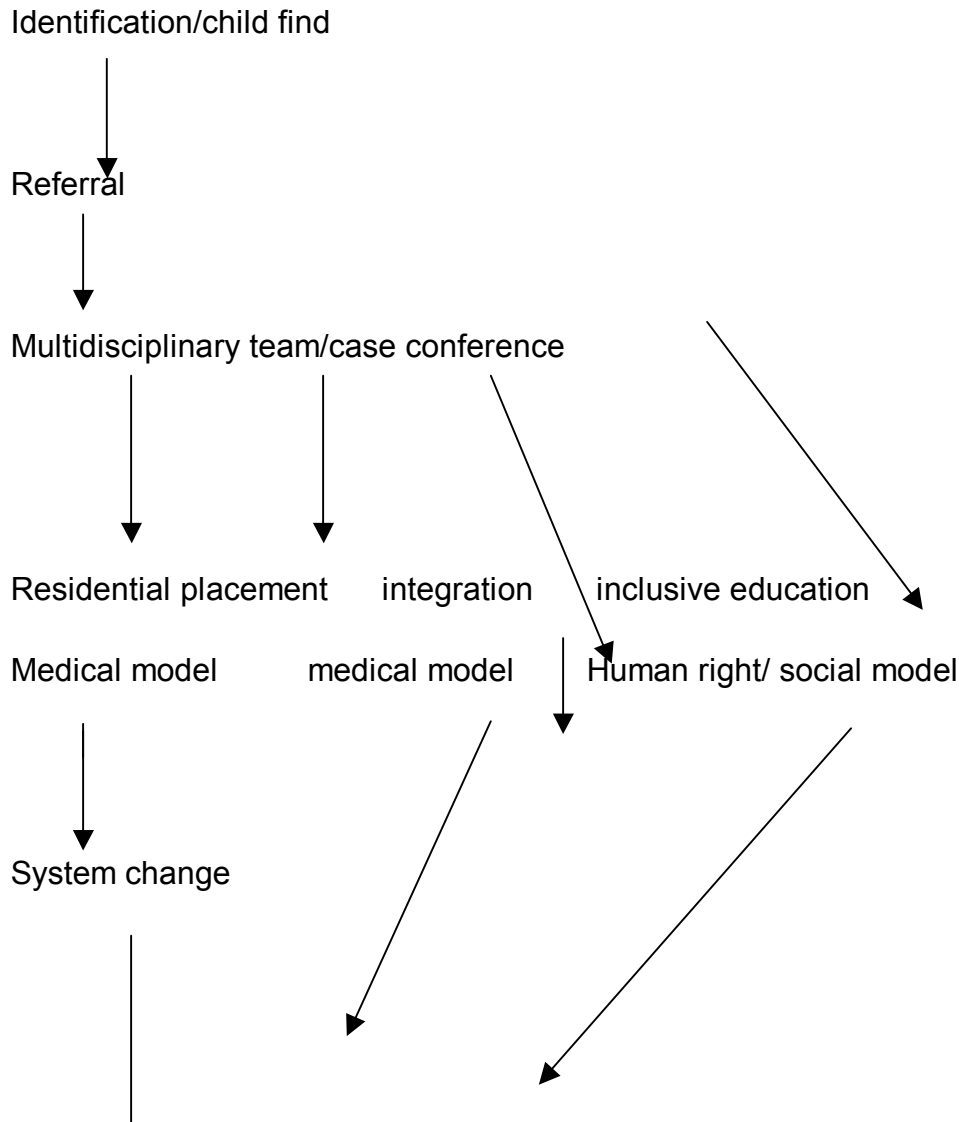 Identification/child find
Referral
Multidisciplinary team/case conference
Residential placement integration inclusive education
Medical model medical model Human right/ social model
System change